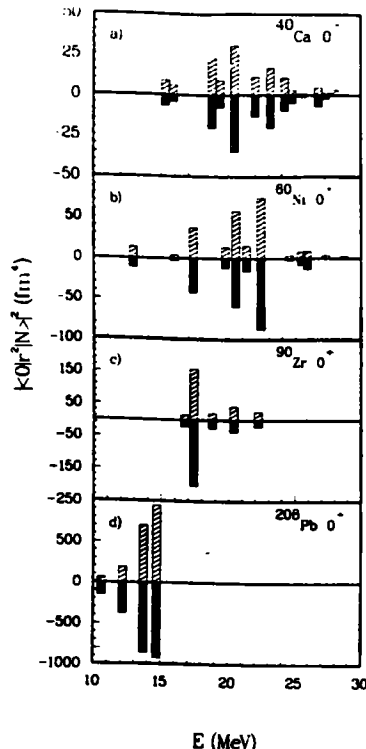 50
a)
⁴⁰Ca 0⁻
25
0
-25
-50
b)
⁶⁰Ni 0⁺
50
0
-50
-100
c)
⁹⁰Zr 0⁺
150
50
-50
-150
-250
d)
²⁰⁸Pb 0⁺
500
0
-500
-1000
10 15 20 25 30
E (MeV)
|<0|r²|N>|² (fm⁴)